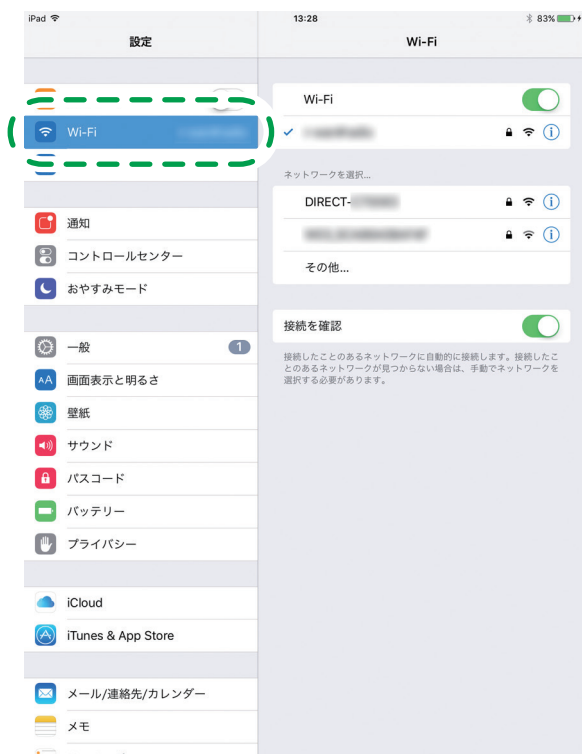 iPad
13:28
83%
設定
Wi-Fi
Wi-Fi
通知
コントロールセンター
おやすみモード
一般
1
AA 画面表示と明るさ
壁紙
サウンド
パスコード
バッテリー
プライバシー
iCloud
iTunes & App Store
メール/連絡先/カレンダー
メモ
Wi-Fi
ネットワークを選択...
DIRECT-
その他...
接続を確認
接続したことのあるネットワークに自動的に接続します。接続したこ
とのあるネットワークが見つからない場合は、手動でネットワークを
選択する必要があります。